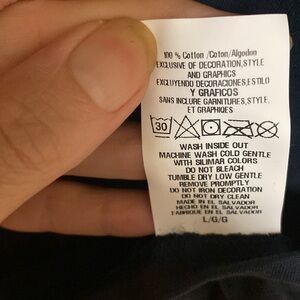 100 % Cotton /Coton/Algodon
EXCLUSIVE OF DECORATION,STYLE
AND GRAPHICS
EXCLUYENDO DECORACIONES,ESTILO
Y GRAFICOS
SANS INCLURE GARNITURES,STYLE,
ET GRAPHIQES
30
WASH INSIDE OUT
MACHINE WASH COLD GENTLE
WITH SILIMAR COLORS
DO NOT BLEACH
TUMBLE DRY LOW GENTLE
REMOVE PROMPTLY
DO NOT IRON DECORATION
DO NOT DRY CLEAN
MADE IN EL SALVADOR
HECHO EN EL SALVADOR
FABRIQUE EN EL SALVADOR
L/G/G